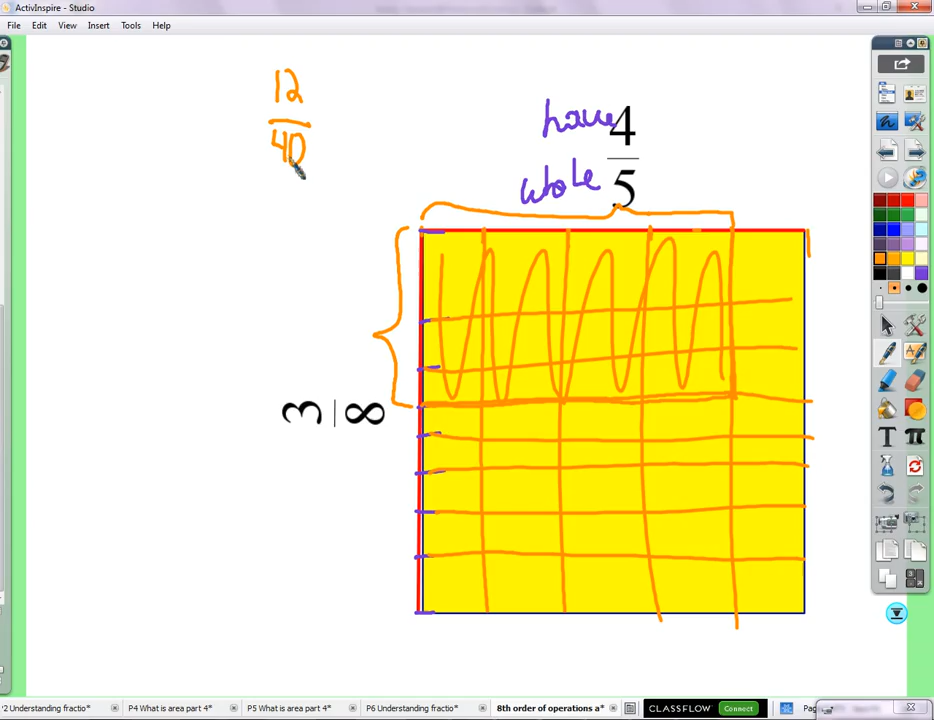 ActivInspire - Studio
File Edit View Insert Tools Help
12
40
have 4
whole 5
3 | 8
'2 Understanding fractio*
P4 What is area part 4*
P5 What is area part 4*
P6 Understanding fractio*
8th order of operations a*
CLASSFLOW Connect